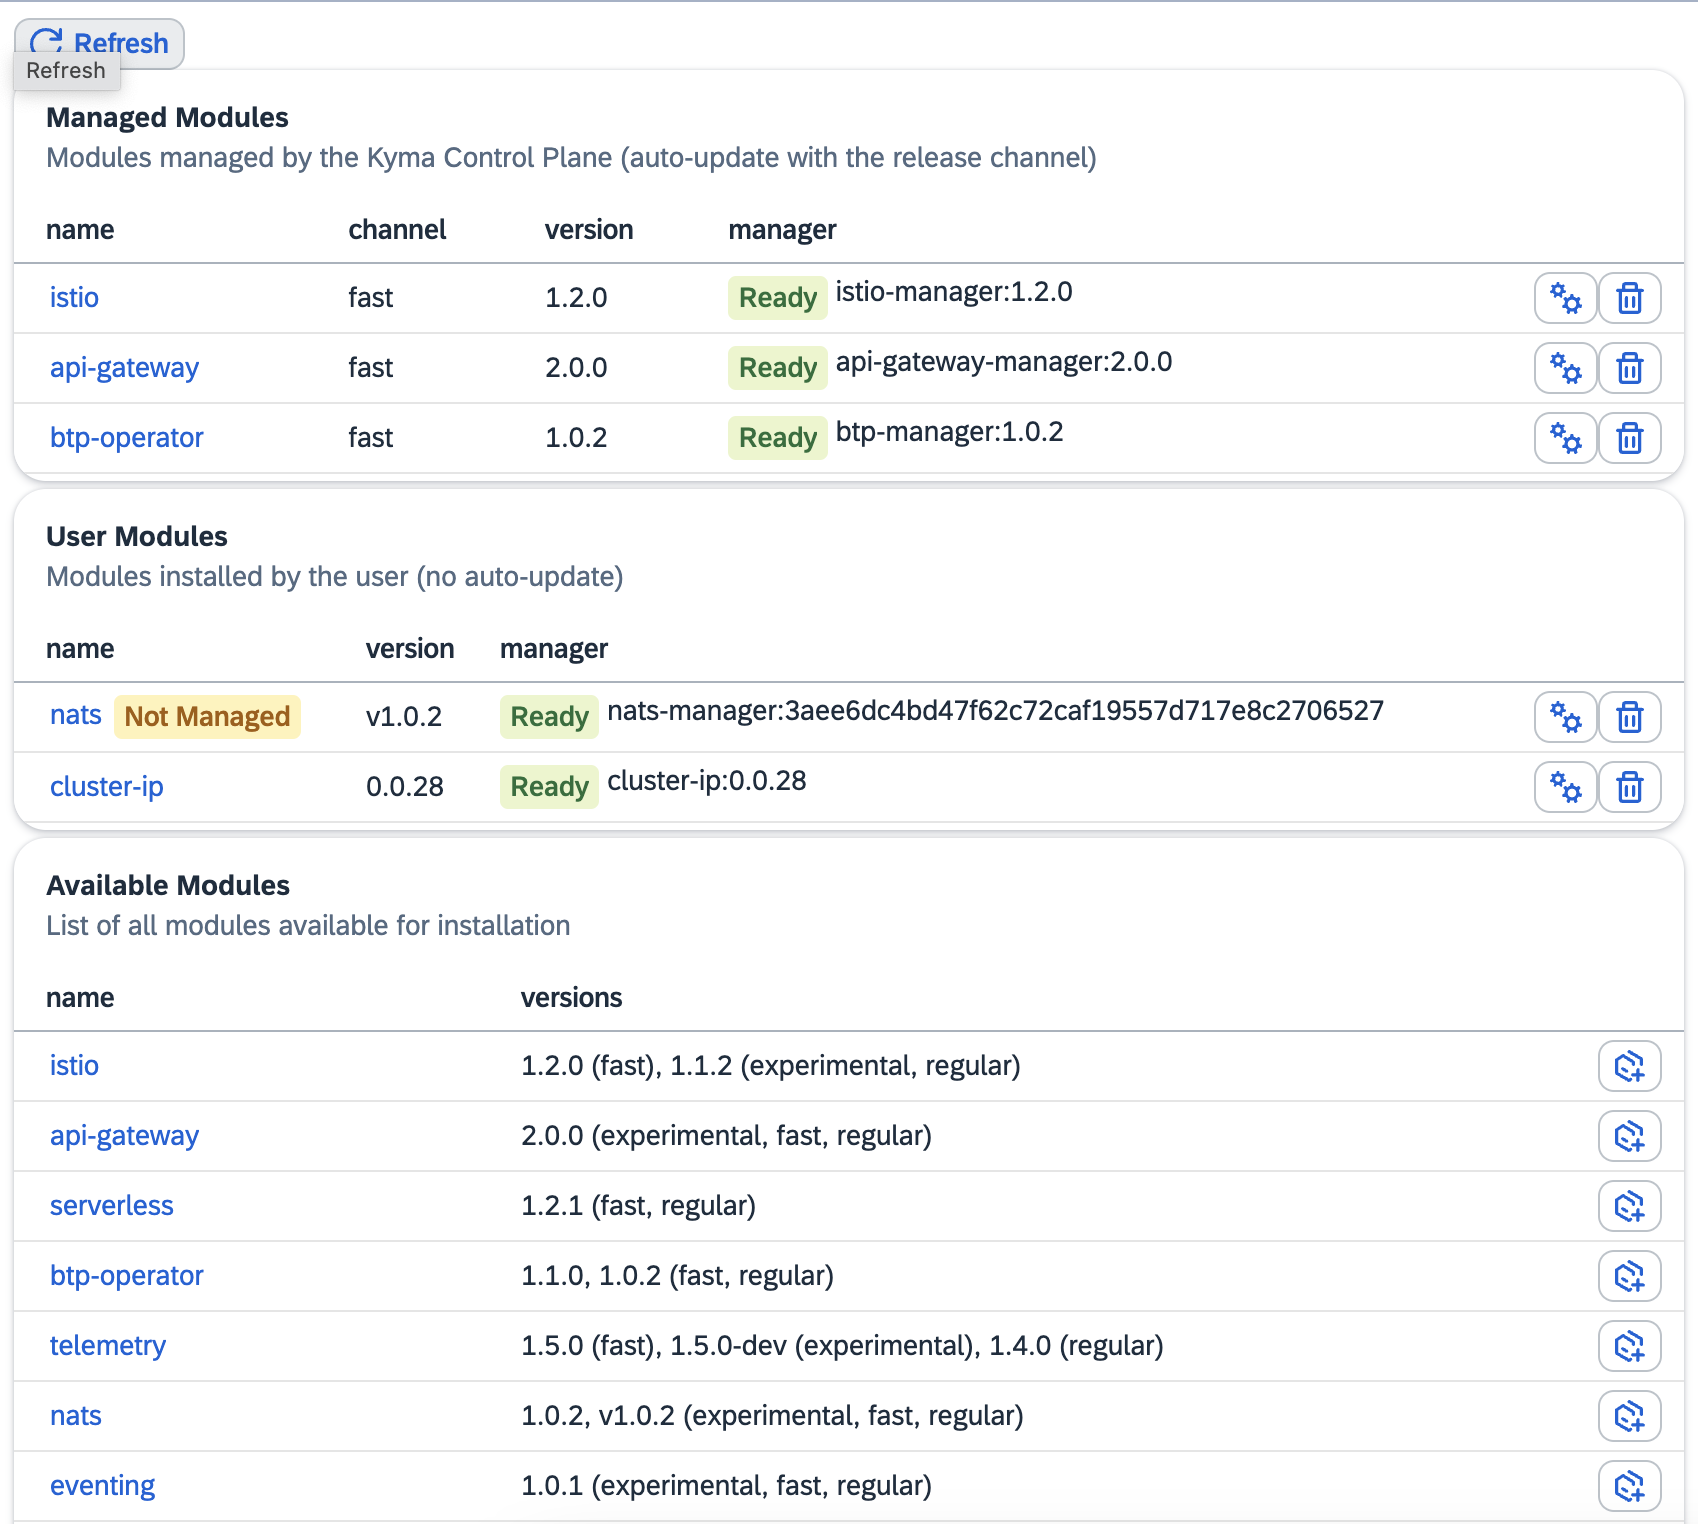 Refresh
Refresh
Managed Modules
Modules managed by the Kyma Control Plane (auto-update with the release channel)
name channel version manager
istio fast 1.2.0 Ready istio-manager:1.2.0
api-gateway fast 2.0.0 Ready api-gateway-manager:2.0.0
btp-operator fast 1.0.2 Ready btp-manager:1.0.2
User Modules
Modules installed by the user (no auto-update)
name version manager
nats Not Managed v1.0.2 Ready nats-manager:3aee6dc4bd47f62c72caf19557d717e8c2706527
cluster-ip 0.0.28 Ready cluster-ip:0.0.28
Available Modules
List of all modules available for installation
name versions
istio 1.2.0 (fast), 1.1.2 (experimental, regular)
api-gateway 2.0.0 (experimental, fast, regular)
serverless 1.2.1 (fast, regular)
btp-operator 1.1.0, 1.0.2 (fast, regular)
telemetry 1.5.0 (fast), 1.5.0-dev (experimental), 1.4.0 (regular)
nats 1.0.2, v1.0.2 (experimental, fast, regular)
eventing 1.0.1 (experimental, fast, regular)